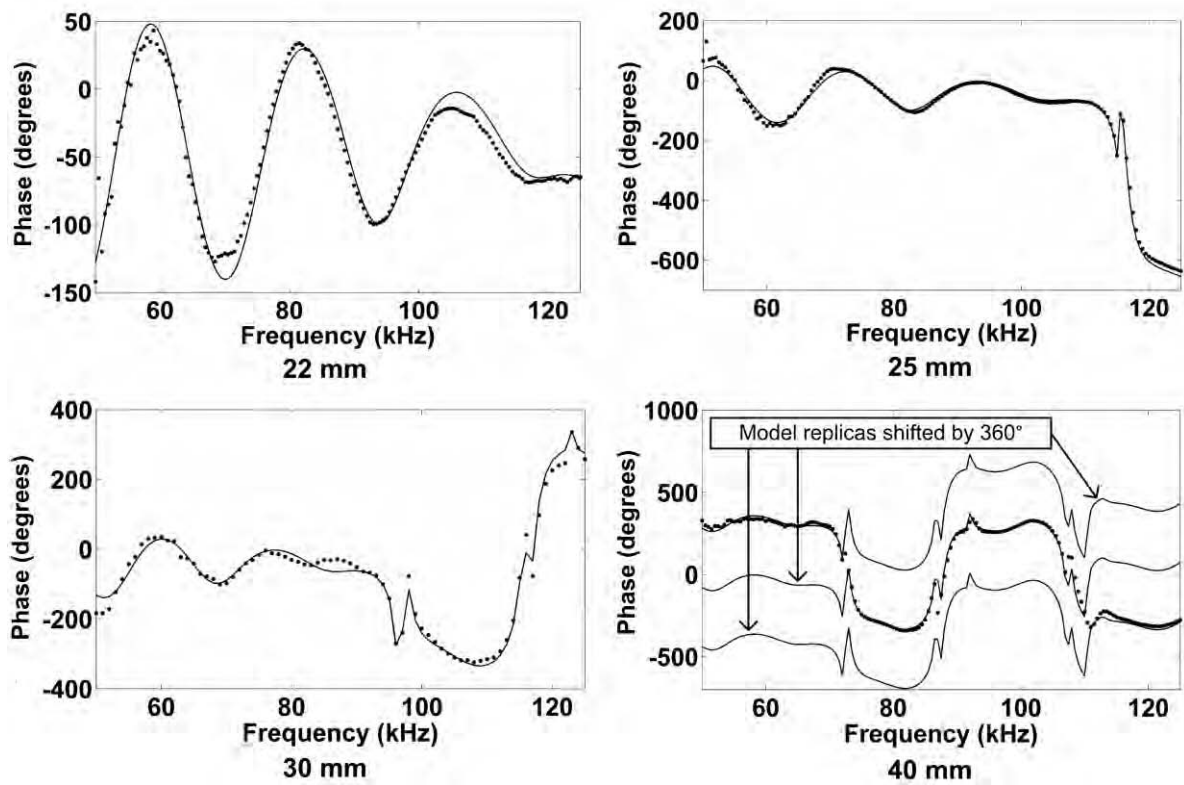 50
0
-50
-100
-150
Phase (degrees)
60 80 100 120
Frequency (kHz)
22 mm
200
0
-200
-400
-600
Phase (degrees)
60 80 100 120
Frequency (kHz)
25 mm
400
200
0
-200
-400
Phase (degrees)
60 80 100 120
Frequency (kHz)
30 mm
1000
500
0
-500
Phase (degrees)
Model replicas shifted by 360°
60 80 100 120
Frequency (kHz)
40 mm